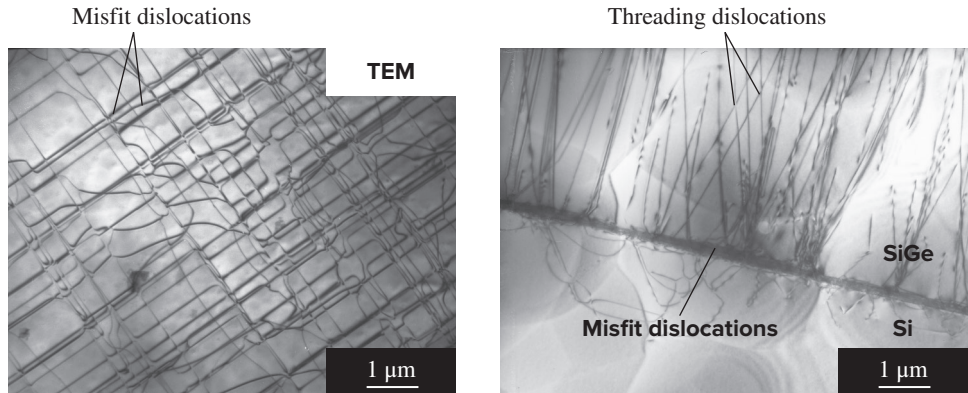 Misfit dislocations
TEM
1 µm
Threading dislocations
SiGe
Misfit dislocations
Si
1 µm